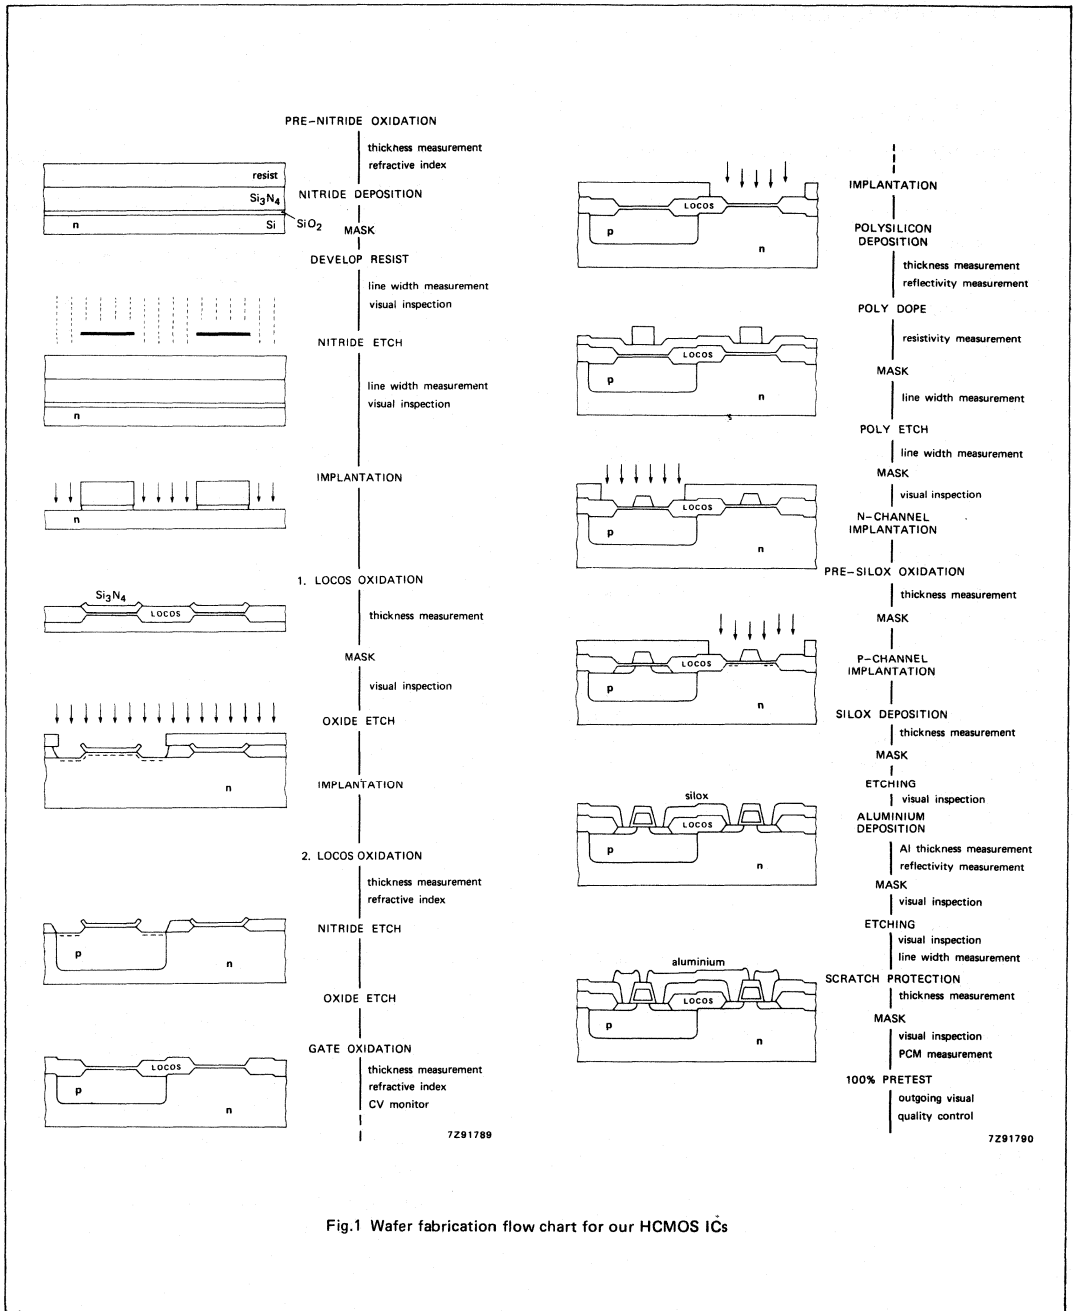 PRE-NITRIDE OXIDATION
thickness measurement
refractive index
resist
Si3N4
NITRIDE DEPOSITION
n
Si
SiO2
MASK
DEVELOP RESIST
line width measurement
visual inspection
NITRIDE ETCH
line width measurement
visual inspection
n
IMPLANTATION
n
1. LOCOS OXIDATION
Si3N4
LOCOS
thickness measurement
MASK
visual inspection
OXIDE ETCH
n
IMPLANTATION
2. LOCOS OXIDATION
thickness measurement
refractive index
NITRIDE ETCH
p
n
OXIDE ETCH
GATE OXIDATION
LOCOS
p
n
thickness measurement
refractive index
CV monitor
7Z91789
IMPLANTATION
LOCOS
p
n
POLYSILICON
DEPOSITION
thickness measurement
reflectivity measurement
POLY DOPE
resistivity measurement
LOCOS
p
n
MASK
line width measurement
POLY ETCH
line width measurement
MASK
visual inspection
LOCOS
p
n
N-CHANNEL
IMPLANTATION
PRE-SILOX OXIDATION
thickness measurement
MASK
P-CHANNEL
IMPLANTATION
LOCOS
p
n
SILOX DEPOSITION
thickness measurement
MASK
ETCHING
visual inspection
silox
LOCOS
p
n
ALUMINIUM
DEPOSITION
Al thickness measurement
reflectivity measurement
MASK
visual inspection
ETCHING
visual inspection
line width measurement
aluminium
SCRATCH PROTECTION
thickness measurement
LOCOS
p
n
MASK
visual inspection
PCM measurement
100% PRETEST
outgoing visual
quality control
7Z91790
Fig.1 Wafer fabrication flow chart for our HCMOS ICs